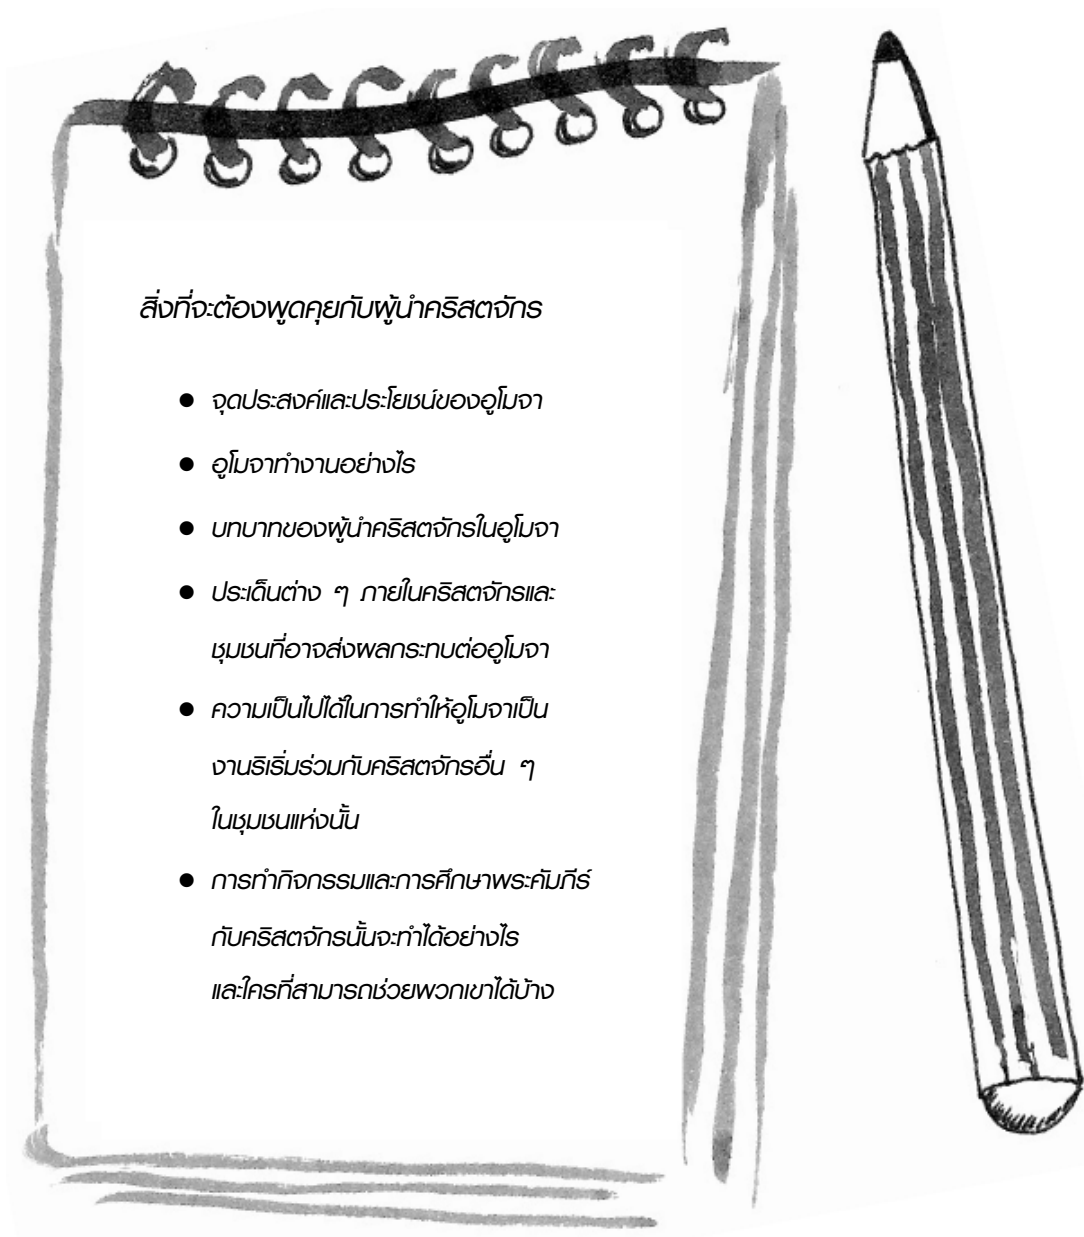 สิ่งที่จะต้องพูดคุยกับผู้นำคริสตจักร
● จุดประสงค์และประโยชน์ของอูโมจา
● อูโมจาทำงานอย่างไร
● บทบาทของผู้นำคริสตจักรในอูโมจา
● ประเด็นต่าง ๆ ภายในคริสตจักรและ
ชุมชนที่อาจส่งผลกระทบต่ออูโมจา
● ความเป็นไปได้ในการทำให้อูโมจาเป็น
งานริเริ่มร่วมกับคริสตจักรอื่น ๆ
ในชุมชนแห่งนั้น
● การทำกิจกรรมและการศึกษาพระคัมภีร์
กับคริสตจักรนั้นจะทำได้อย่างไร
และใครที่สามารถช่วยพวกเขาได้บ้าง